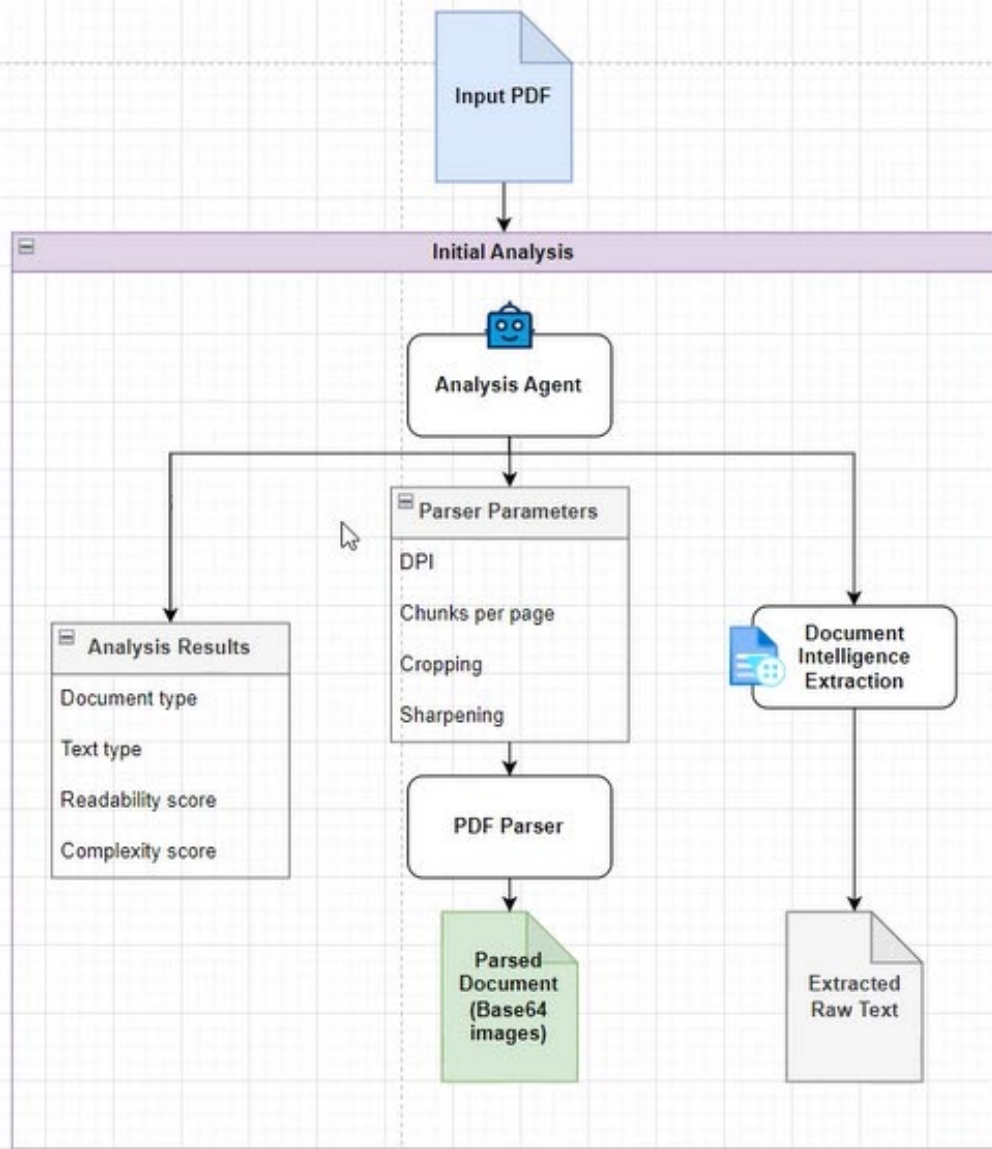 Input PDF
Initial Analysis
Analysis Agent
Parser Parameters
DPI
Chunks per page
Cropping
Sharpening
Analysis Results
Document type
Text type
Readability score
Complexity score
Document
Intelligence
Extraction
PDF Parser
Parsed
Document
(Base64
images)
Extracted
Raw Text